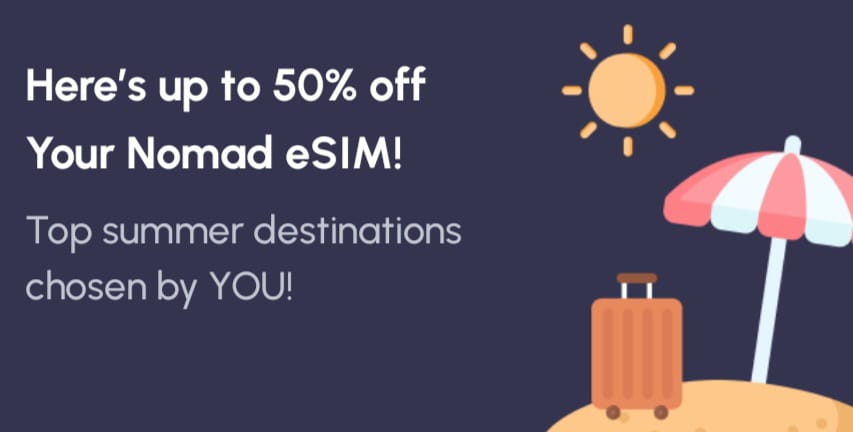 Here’s up to 50% off
Your Nomad eSIM!
Top summer destinations
chosen by YOU!